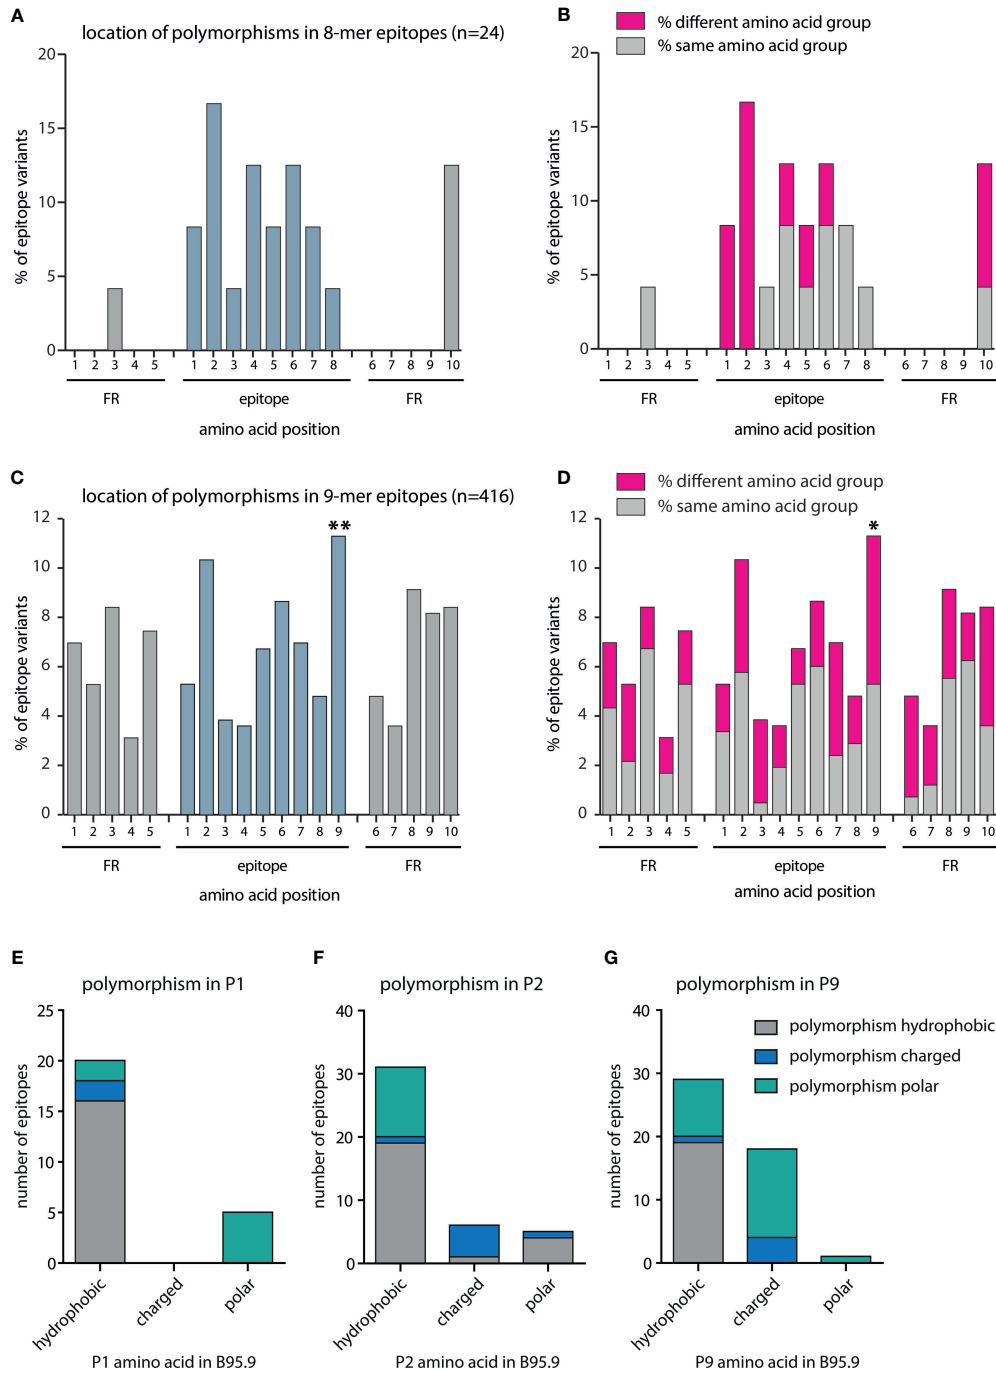 A
location of polymorphisms in 8-mer epitopes (n=24)
% of epitope variants
20
15
10
5
0
1 2 3 4 5 1 2 3 4 5 6 7 8 6 7 8 9 10
FR epitope FR
amino acid position
B
% different amino acid group
% same amino acid group
% of epitope variants
20
15
10
5
0
1 2 3 4 5 1 2 3 4 5 6 7 8 6 7 8 9 10
FR epitope FR
amino acid position
C
location of polymorphisms in 9-mer epitopes (n=416)
% of epitope variants
12
10
8
6
4
2
0
**
1 2 3 4 5 1 2 3 4 5 6 7 8 9 6 7 8 9 10
FR epitope FR
amino acid position
D
% different amino acid group
% same amino acid group
% of epitope variants
12
10
8
6
4
2
0
*
1 2 3 4 5 1 2 3 4 5 6 7 8 9 6 7 8 9 10
FR epitope FR
amino acid position
E
polymorphism in P1
number of epitopes
25
20
15
10
5
0
hydrophobic charged polar
P1 amino acid in B95.9
F
polymorphism in P2
number of epitopes
40
30
20
10
0
hydrophobic charged polar
P2 amino acid in B95.9
G
polymorphism in P9
number of epitopes
40
30
20
10
0
polymorphism hydrophobic
polymorphism charged
polymorphism polar
hydrophobic charged polar
P9 amino acid in B95.9